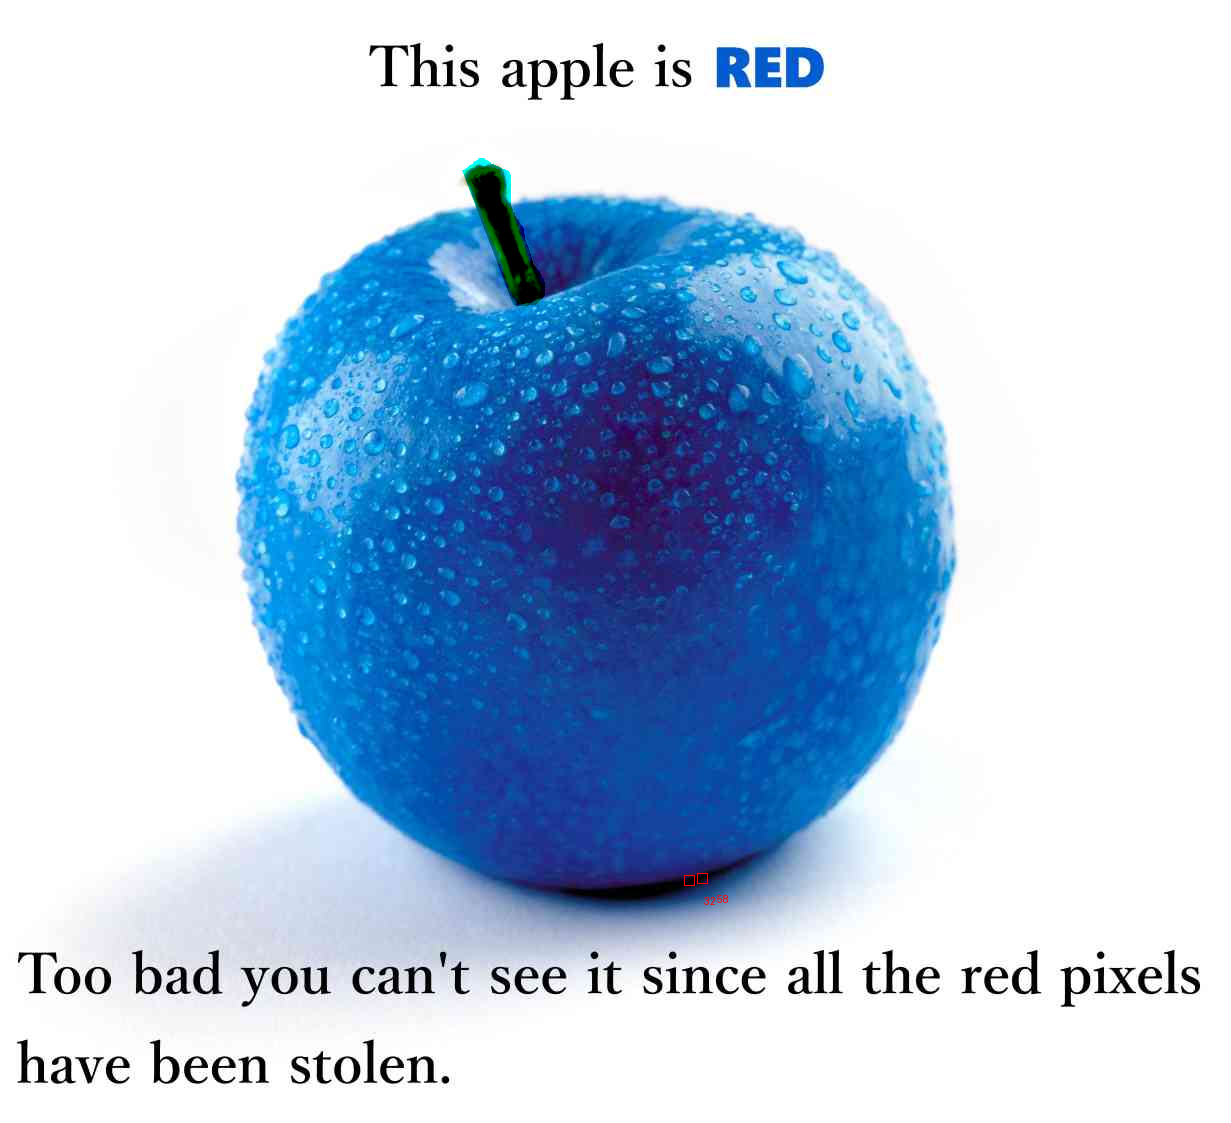 This apple is RED
Too bad you can't see it since all the red pixels
have been stolen.